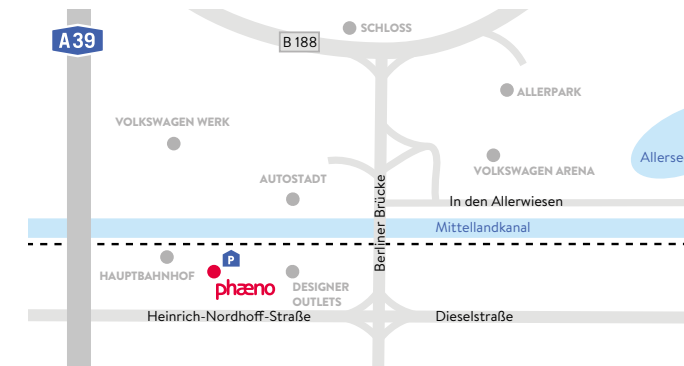 SCHLOSS
A39
B 188
ALLERPARK
VOLKSWAGEN WERK
Allerse
VOLKSWAGEN ARENA
AUTOSTADT
In den Allerwiesen
Berliner Brücke
Mittellandkanal
P
HAUPTBAHNHOF
phæno
DESIGNER
OUTLETS
Heinrich-Nordhoff-Straße
Dieselstraße